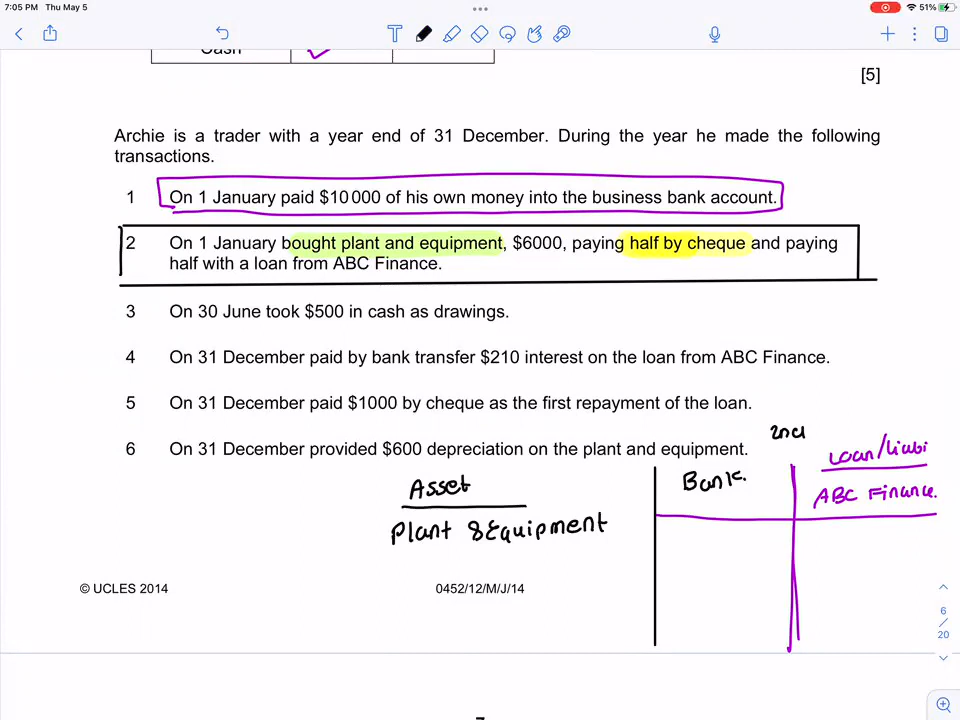 7:05 PM Thu May 5
51%
Cash
[5]
Archie is a trader with a year end of 31 December. During the year he made the following
transactions.
1 On 1 January paid $10 000 of his own money into the business bank account.
2 On 1 January bought plant and equipment, $6000, paying half by cheque and paying
half with a loan from ABC Finance.
3 On 30 June took $500 in cash as drawings.
4 On 31 December paid by bank transfer $210 interest on the loan from ABC Finance.
5 On 31 December paid $1000 by cheque as the first repayment of the loan.
6 On 31 December provided $600 depreciation on the plant and equipment.
2nd
Loan/Liabi
Asset
Bank.
ABC Finance.
Plant & Equipment
© UCLES 2014
0452/12/M/J/14
6
/
20